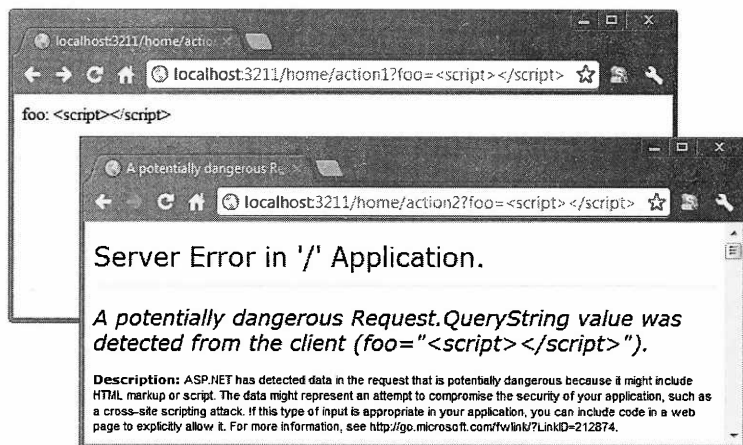 localhost:3211/home/actio
localhost:3211/home/action1?foo=<script></script>
foo: <script></script>
A potentially dangerous Re
localhost:3211/home/action2?foo=<script></script>
Server Error in '/' Application.
A potentially dangerous Request.QueryString value was
detected from the client (foo="<script></script>").
Description: ASP.NET has detected data in the request that is potentially dangerous because it might include
HTML markup or script. The data might represent an attempt to compromise the security of your application, such as
a cross-site scripting attack. If this type of input is appropriate in your application, you can include code in a web
page to explicitly allow it. For more information, see http://go.microsoft.com/fwlink/?LinkID=212874.